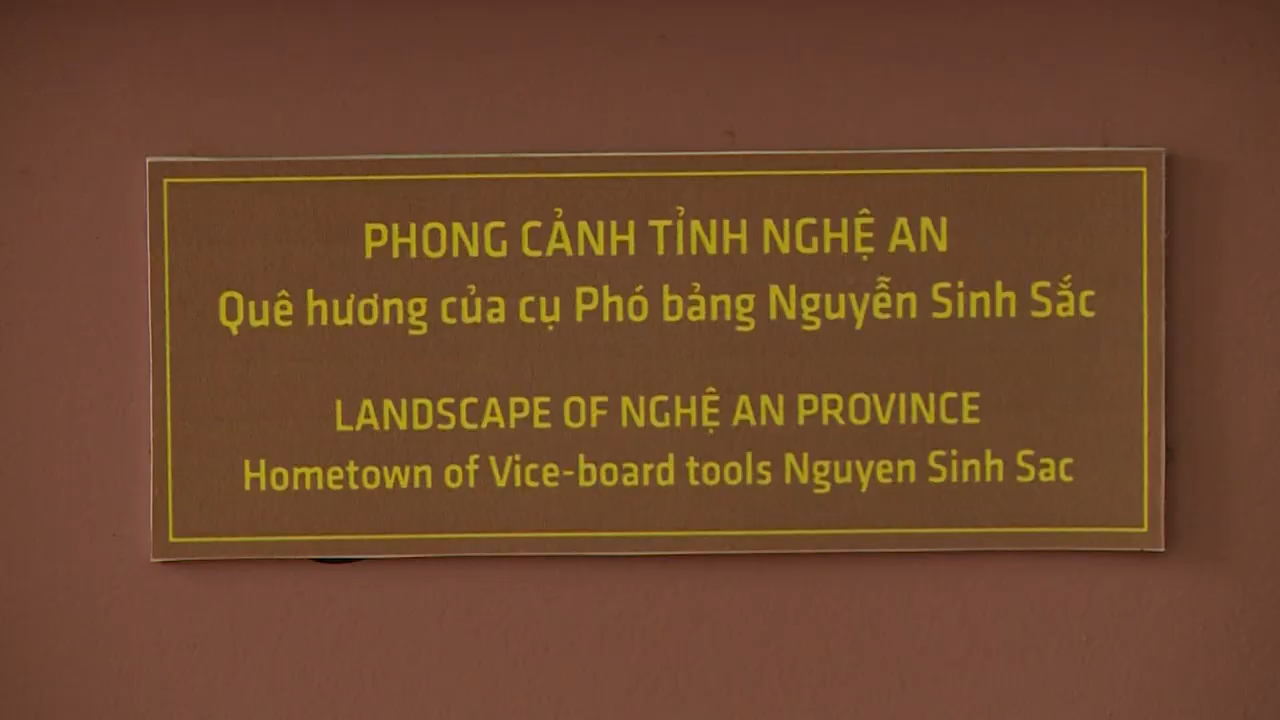 PHONG CẢNH TỈNH NGHỆ AN
Quê hương của cụ Phó bảng Nguyễn Sinh Sắc
LANDSCAPE OF NGHỆ AN PROVINCE
Hometown of Vice-board tools Nguyen Sinh Sac